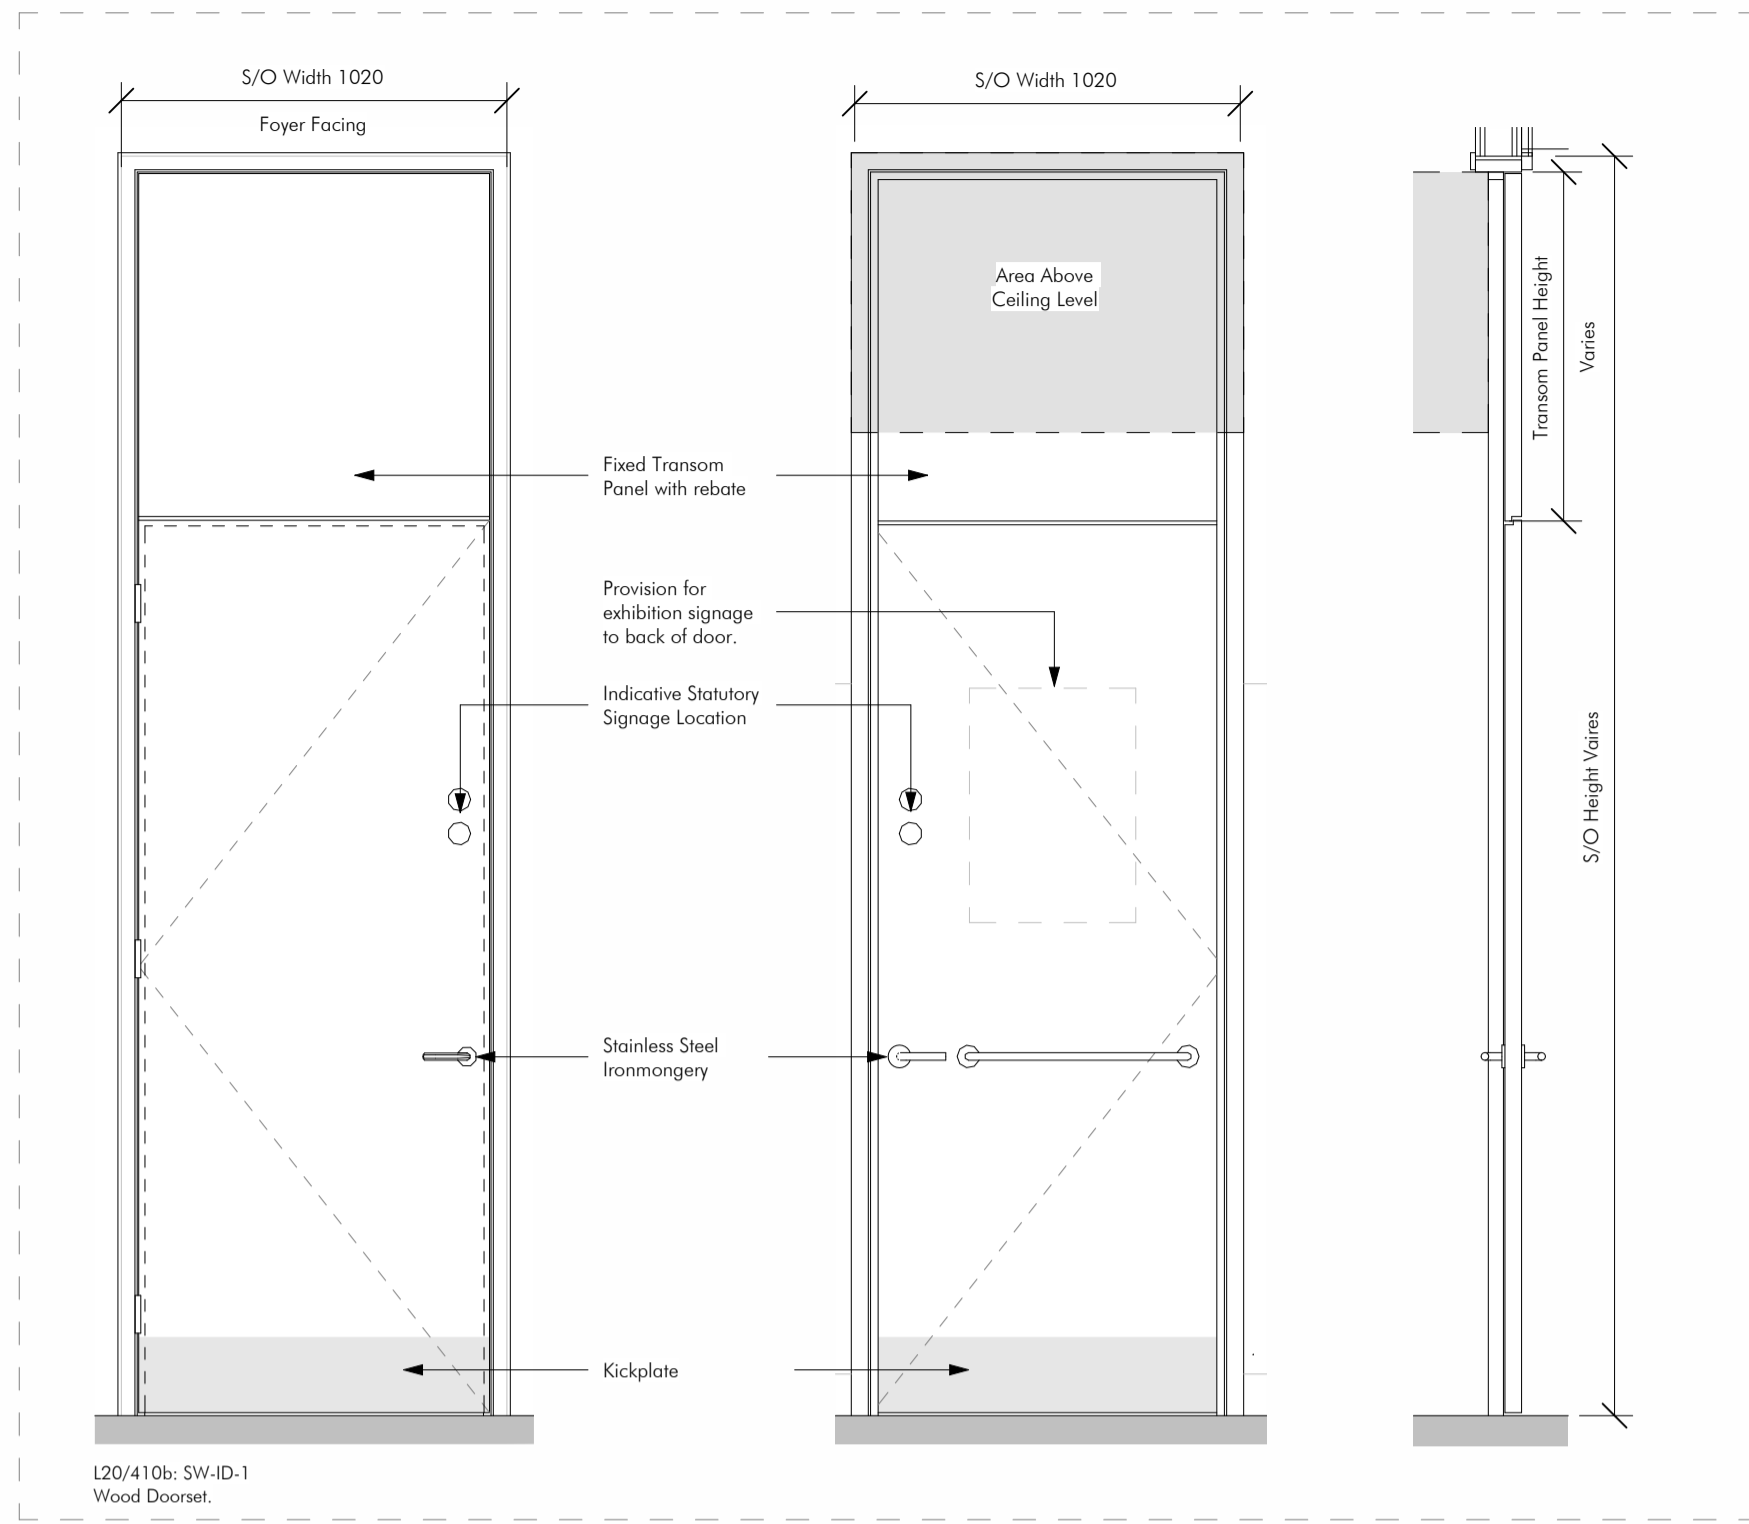 S/O Width 1020
Foyer Facing
S/O Width 1020
Area Above
Ceiling Level
Transom Panel Height
Varies
Fixed Transom
Panel with rebate
Provision for
exhibition signage
to back of door.
Indicative Statutory
Signage Location
S/O Height Vaires
Stainless Steel
Ironmongery
Kickplate
L20/410b: SW-ID-1
Wood Doorset.